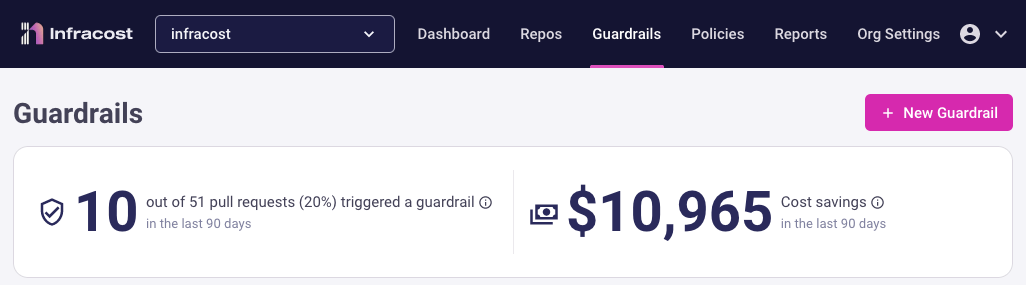 Infracost
infracost
Dashboard Repos Guardrails Policies Reports Org Settings
Guardrails
+ New Guardrail
10 out of 51 pull requests (20%) triggered a guardrail
in the last 90 days
$10,965 Cost savings
in the last 90 days